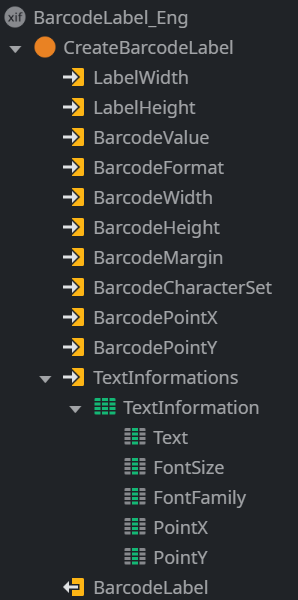 xif BarcodeLabel_Eng
CreateBarcodeLabel
LabelWidth
LabelHeight
BarcodeValue
BarcodeFormat
BarcodeWidth
BarcodeHeight
BarcodeMargin
BarcodeCharacterSet
BarcodePointX
BarcodePointY
TextInformations
TextInformation
Text
FontSize
FontFamily
PointX
PointY
BarcodeLabel